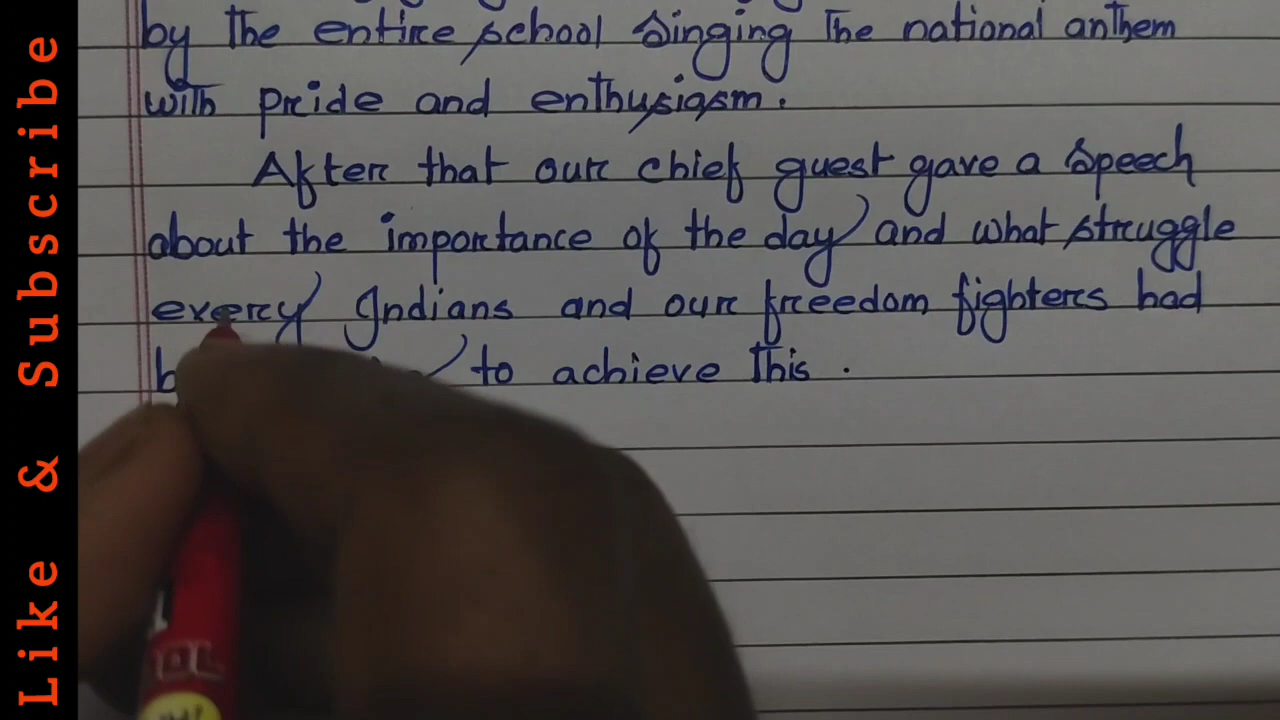 by the entire school singing the national anthem
with pride and enthusiasm.
After that our chief guest gave a speech
about the importance of the day and what struggle
every Indians and our freedom fighters had
to achieve this.
Like & Subscribe